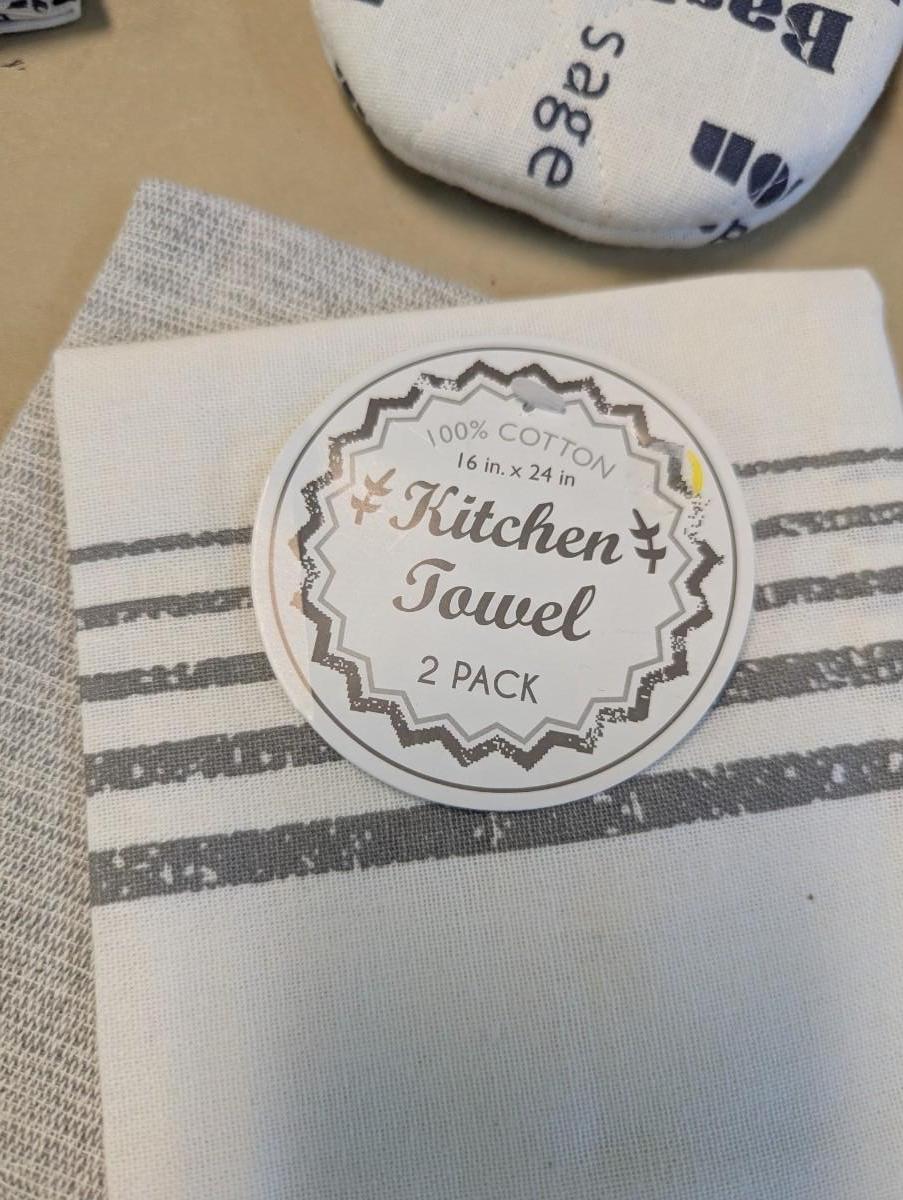 sage
100% COTTON
16 in. x 24 in
Kitchen
Towel
2 PACK